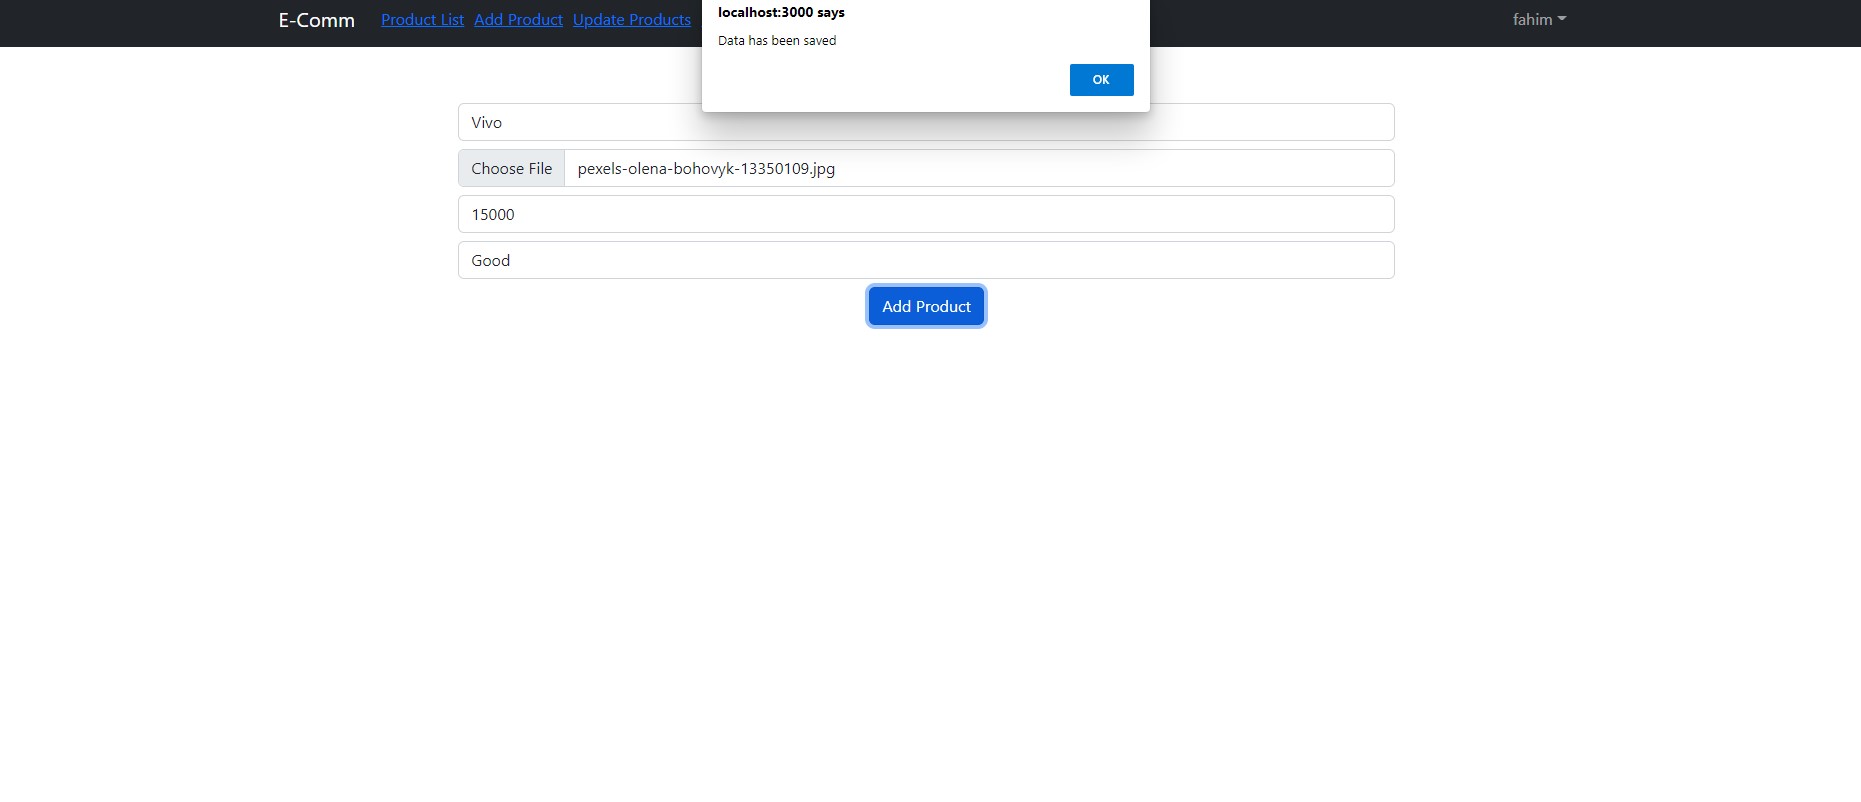 E-Comm Product List Add Product Update Products fahim
localhost:3000 says
Data has been saved
OK
Vivo
Choose File pexels-olena-bohovyk-13350109.jpg
15000
Good
Add Product